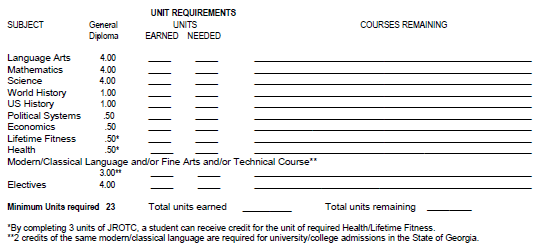 UNIT REQUIREMENTS
SUBJECT General UNITS COURSES REMAINING
Diploma EARNED NEEDED
Language Arts 4.00
Mathematics 4.00
Science 4.00
World History 1.00
US History 1.00
Political Systems .50
Economics .50
Lifetime Fitness .50*
Health .50*
Modern/Classical Language and/or Fine Arts and/or Technical Course**
3.00**
Electives 4.00
Minimum Units required 23 Total units earned Total units remaining
*By completing 3 units of JROTC, a student can receive credit for the unit of required Health/Lifetime Fitness.
**2 credits of the same modern/classical language are required for university/college admissions in the State of Georgia.